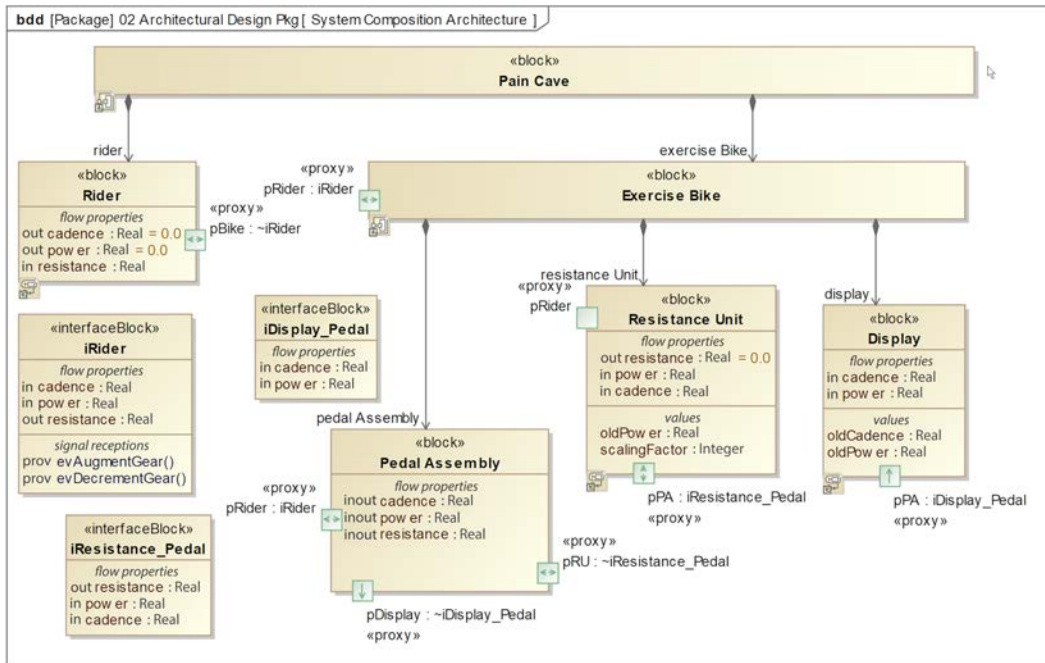 bdd [Package] 02 Architectural Design Pkg [ System Composition Architecture ]
«block»
Pain Cave
rider
exercise Bike
«block»
Rider
flow properties
out cadence : Real = 0.0
out power : Real = 0.0
in resistance : Real
«proxy»
pBike : ~iRider
«proxy»
pRider : iRider
«block»
Exercise Bike
«interfaceBlock»
iRider
flow properties
in cadence : Real
in power : Real
out resistance : Real
signal receptions
prov evAugmentGear()
prov evDecrementGear()
«interfaceBlock»
iDisplay_Pedal
flow properties
in cadence : Real
in power : Real
resistance Unit
«proxy»
pRider
«block»
Resistance Unit
flow properties
out resistance : Real = 0.0
in power : Real
in cadence : Real
values
oldPower : Real
scalingFactor : Integer
pPA : iResistance_Pedal
«proxy»
display
«block»
Display
flow properties
in cadence : Real
in power : Real
values
oldCadence : Real
oldPower : Real
pPA : iDisplay_Pedal
«proxy»
pedal Assembly
«block»
Pedal Assembly
flow properties
inout cadence : Real
inout power : Real
inout resistance : Real
«proxy»
pRider : iRider
«proxy»
pRU : ~iResistance_Pedal
pDisplay : ~iDisplay_Pedal
«proxy»
«interfaceBlock»
iResistance_Pedal
flow properties
out resistance : Real
in power : Real
in cadence : Real